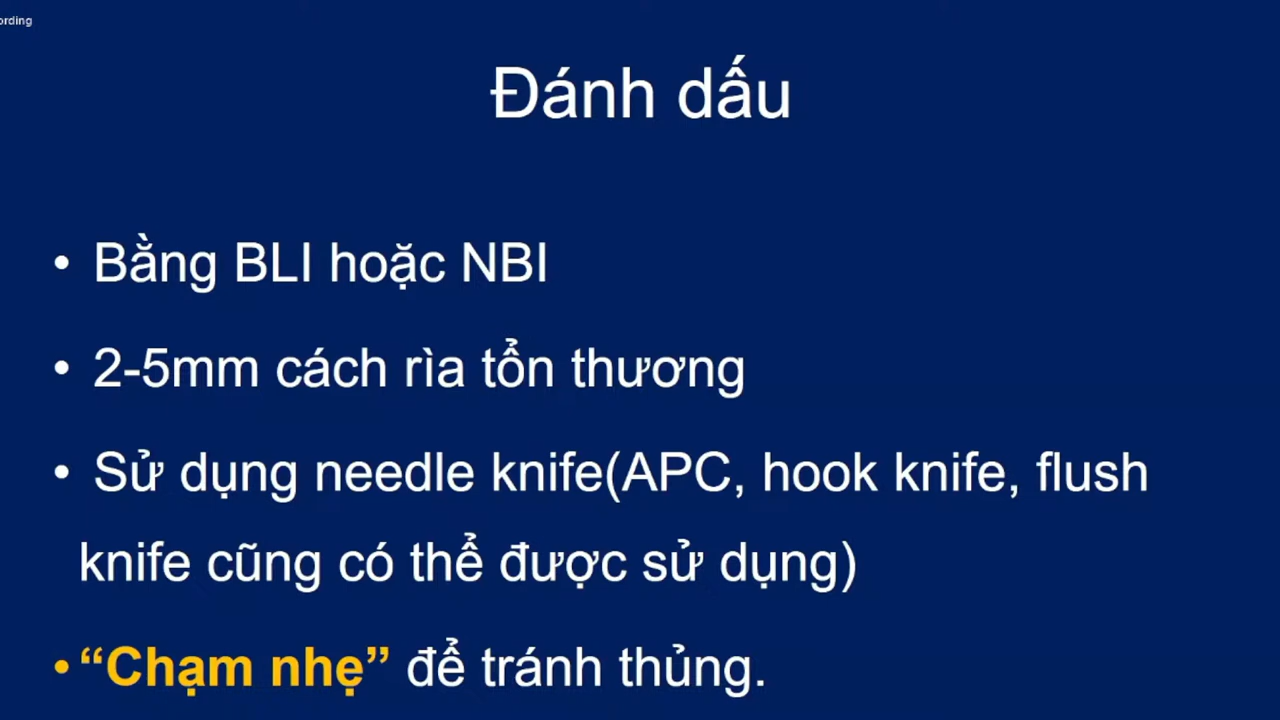 ording
Đánh dấu
• Bằng BLI hoặc NBI
• 2-5mm cách rìa tổn thương
• Sử dụng needle knife(APC, hook knife, flush
knife cũng có thể được sử dụng)
• “Chạm nhẹ” để tránh thủng.